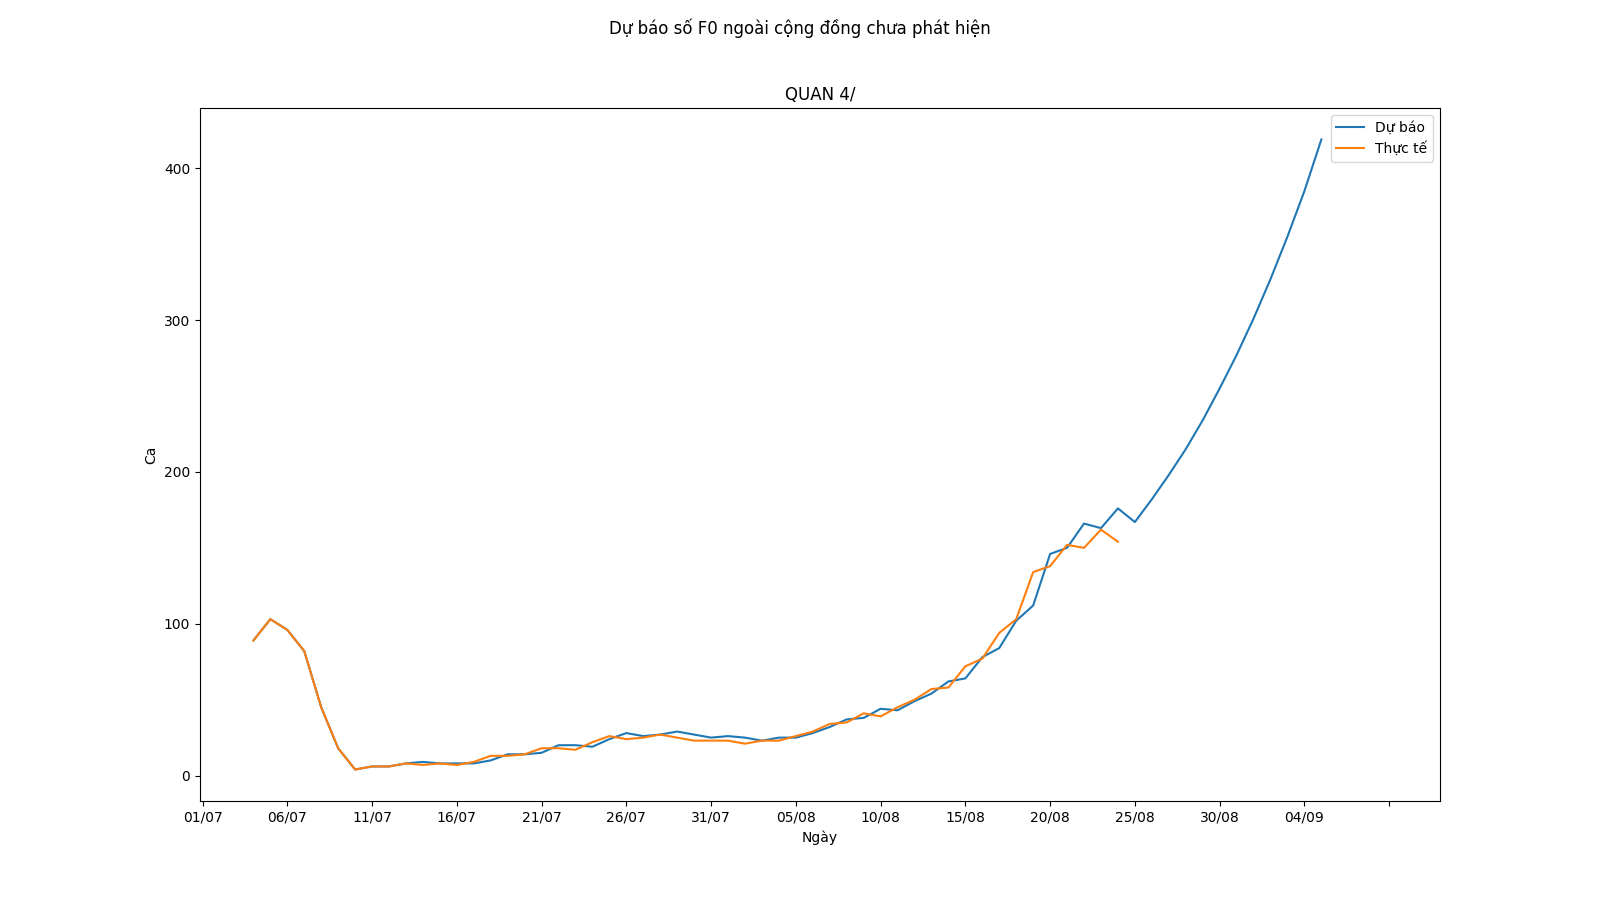 Dự báo số F0 ngoài cộng đồng chưa phát hiện
QUAN 4/
Dự báo
Thực tế
400
300
200
100
0
Ca
01/07 06/07 11/07 16/07 21/07 26/07 31/07 05/08 10/08 15/08 20/08 25/08 30/08 04/09
Ngày